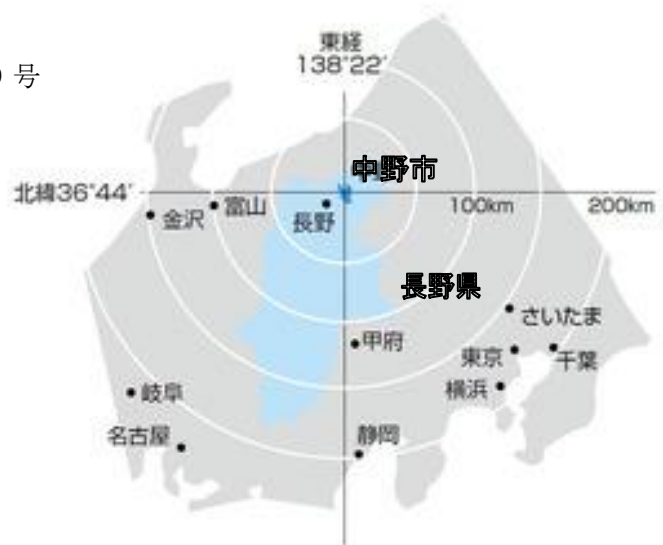 ）号
東経
138°22′
中野市
北緯36°44′
金沢
富山
長野
100km
200km
長野県
さいたま
甲府
東京
千葉
横浜
岐阜
名古屋
静岡